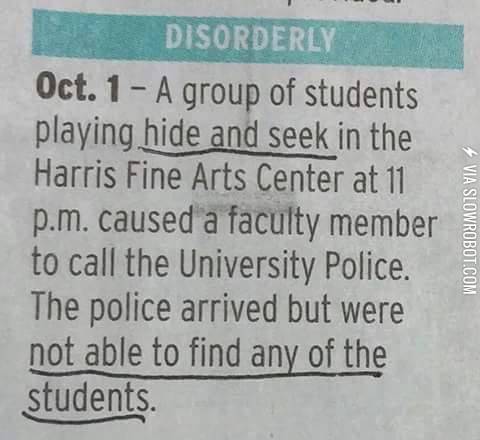 DISORDERLY
Oct. 1 – A group of students
playing hide and seek in the
Harris Fine Arts Center at 11
p.m. caused a faculty member
to call the University Police.
The police arrived but were
not able to find any of the
students.
VIA SLOWROBOT.COM